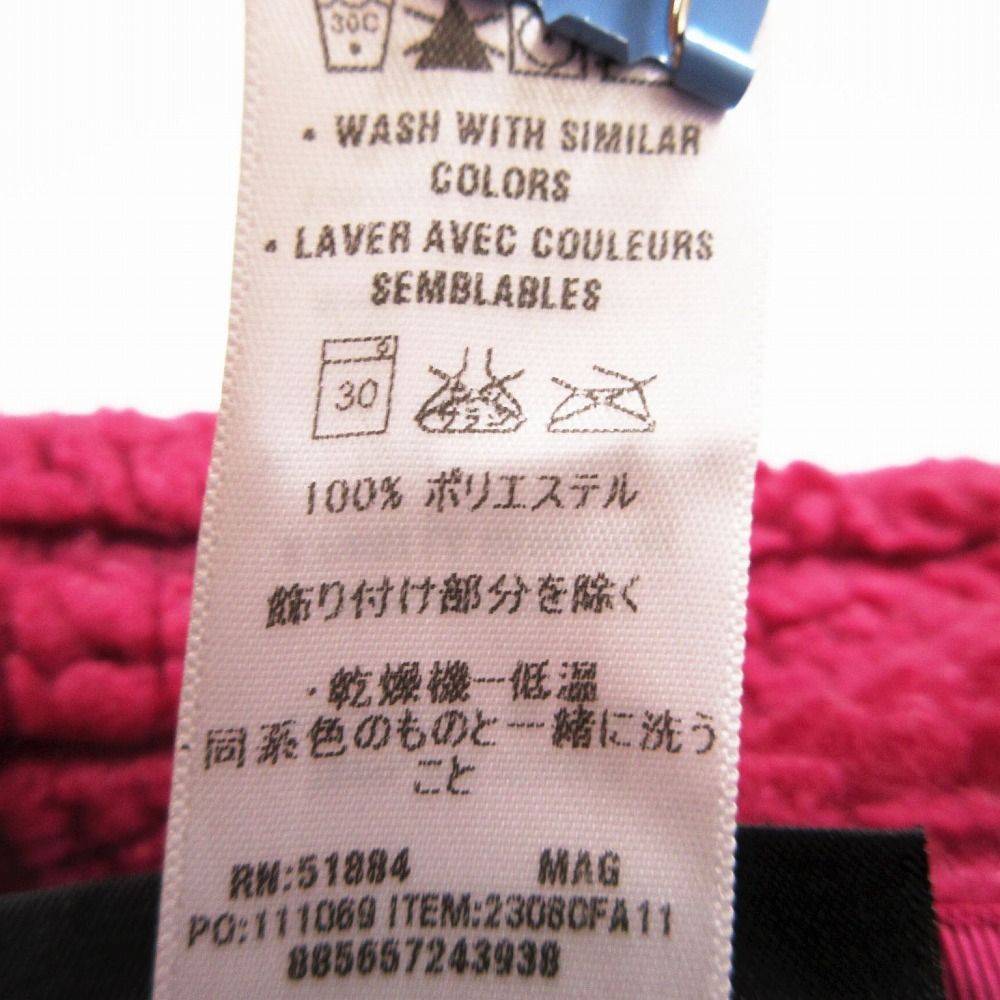 30C
• WASH WITH SIMILAR
COLORS
• LAVER AVEC COULEURS
SEMBLABLES
30
100% ポリエステル
飾り付け部分を除く
・乾燥機ー低温
同系色のものと一緒に洗う
こと
RN:51884 MAG
PO:111069 ITEM:23080FA11
885657243938